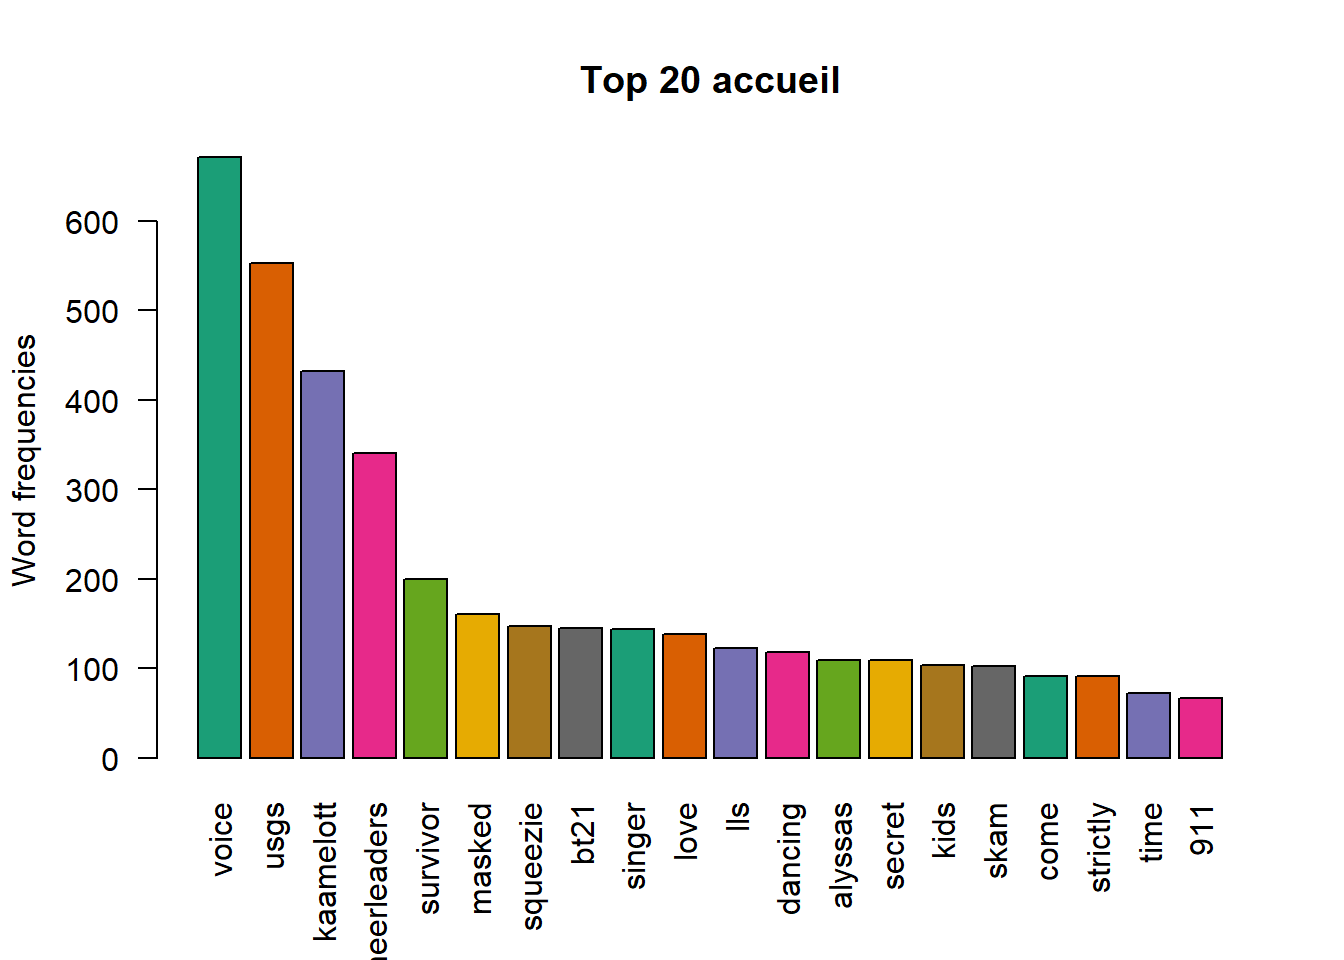 Top 20 accueil
Word frequencies
600
500
400
300
200
100
0
voice
usgs
kaamelott
heerleaders
survivor
masked
squeezie
bt21
singer
love
lls
dancing
alyssas
secret
kids
skam
come
strictly
time
911